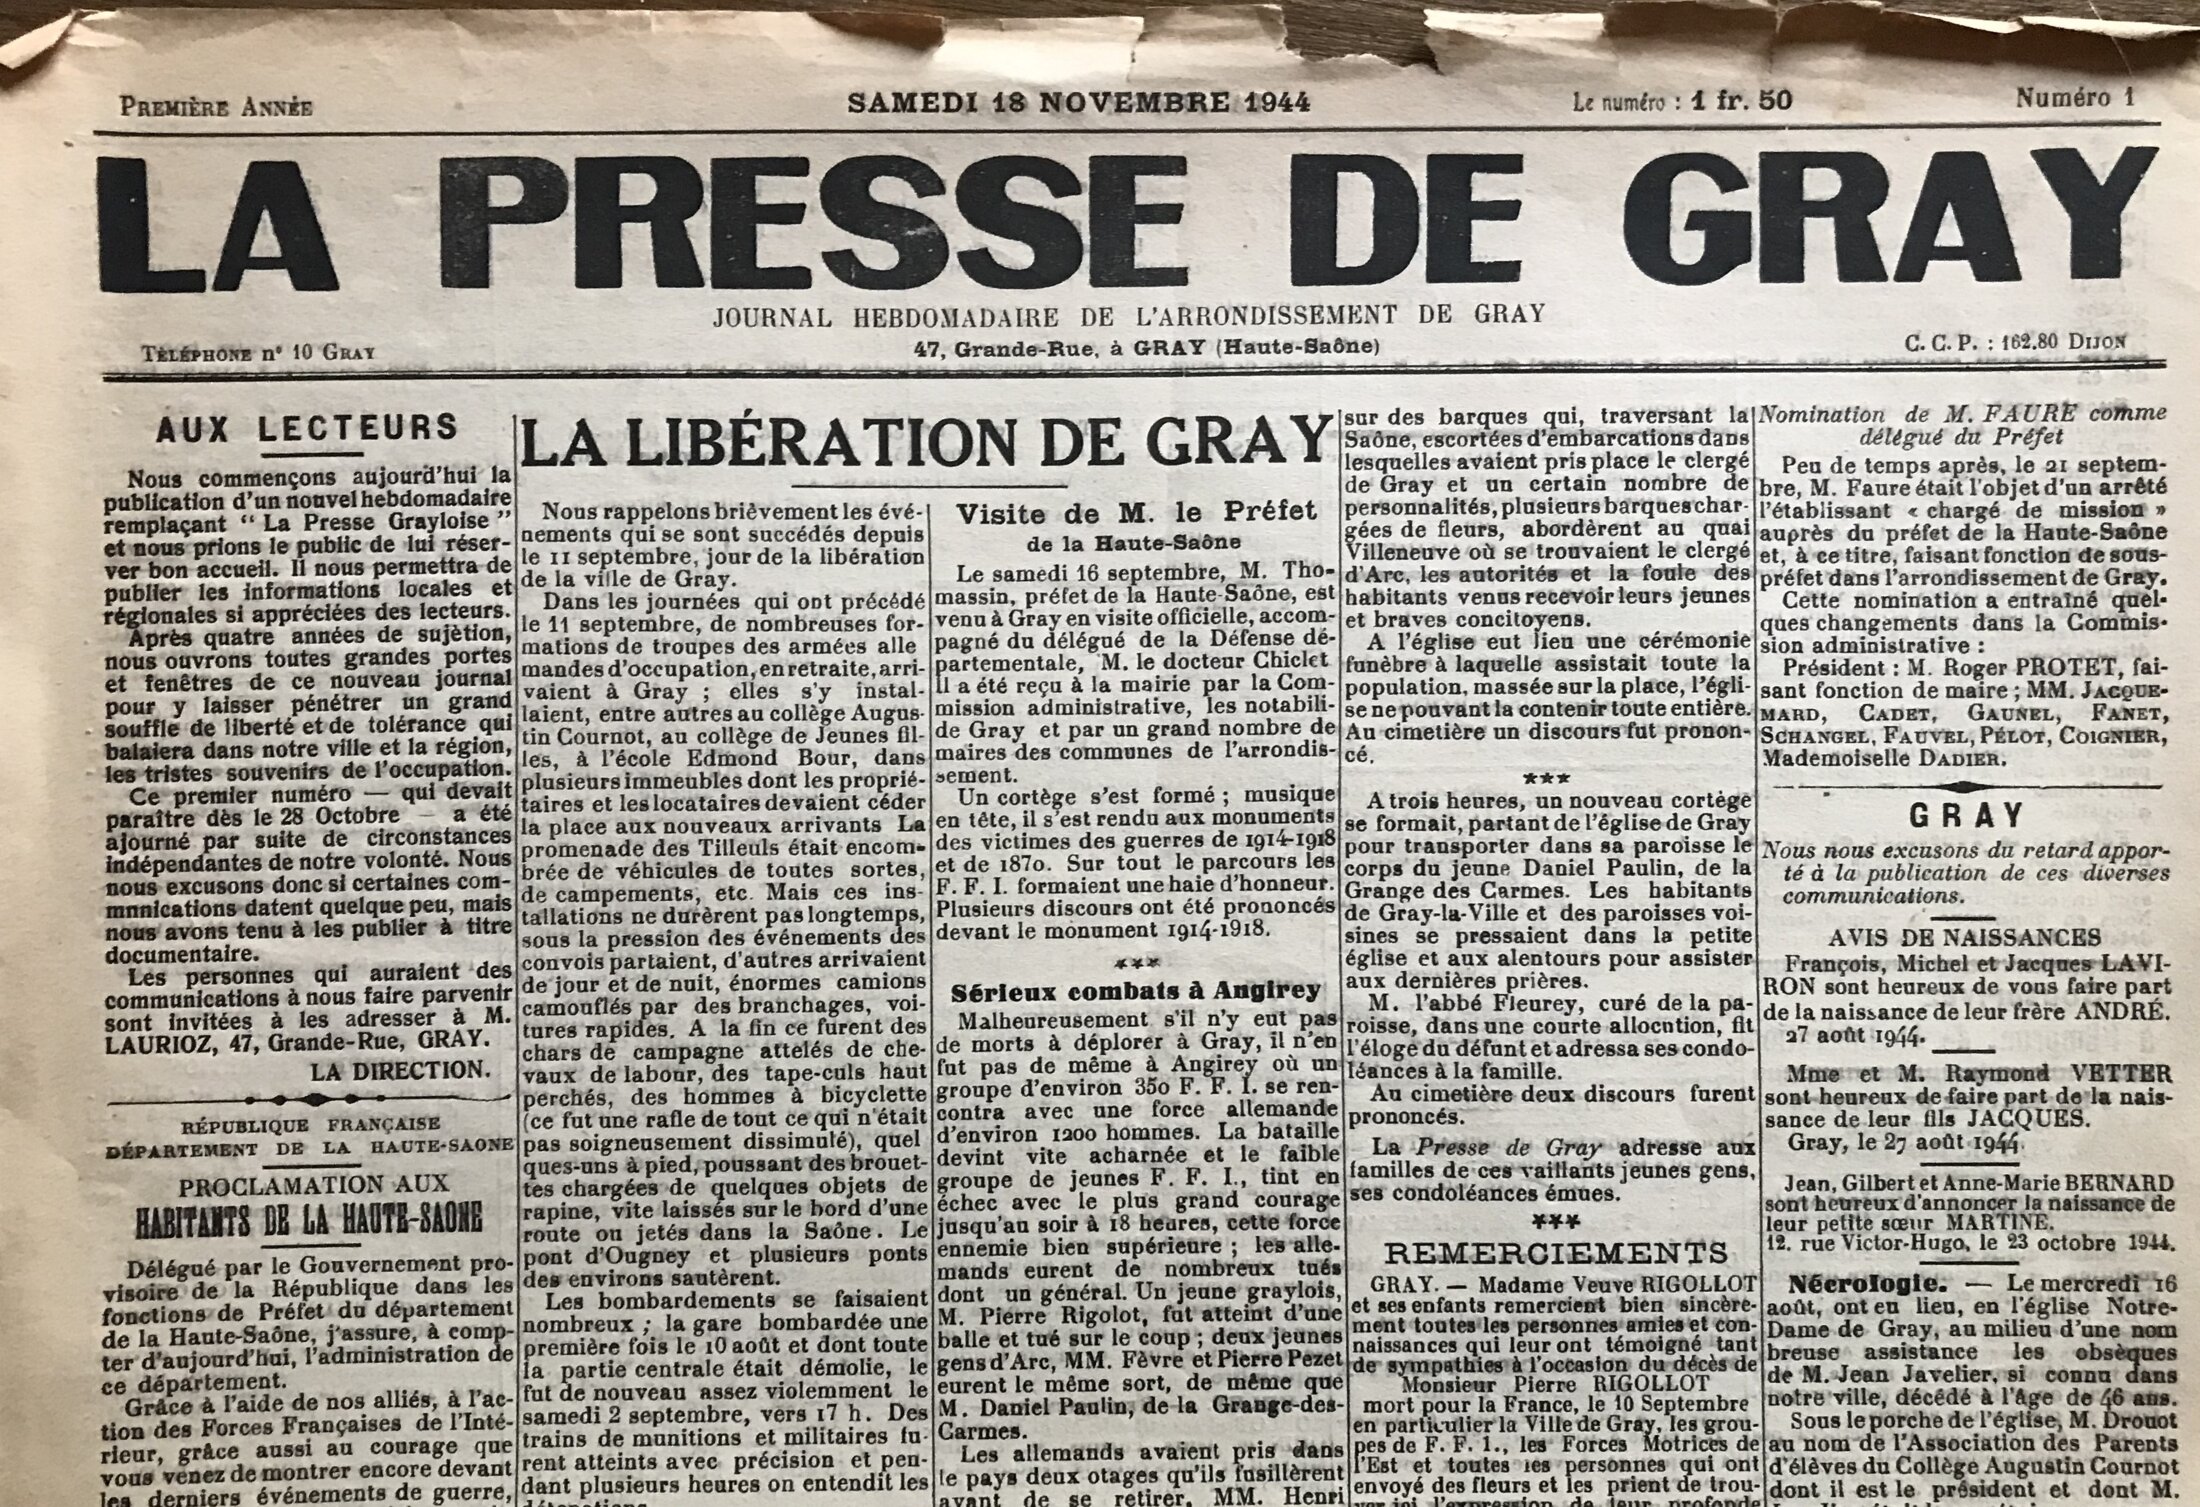 PREMIÈRE ANNÉE
SAMEDI 18 NOVEMBRE 1944
Le numéro : 1 fr. 50
Numéro 1
LA PRESSE DE GRAY
JOURNAL HEBDOMADAIRE DE L'ARRONDISSEMENT DE GRAY
TÈLÉPHONE n° 10 GRAY
47, Grande-Rue, à GRAY (Haute-Saône)
C. C. P. : 162.80 DIJON
AUX LECTEURS
Nous commençons aujourd'hui la
publication d'un nouvel hebdomadaire
remplaçant " La Presse Grayloise "
et nous prions le public de lui réser-
ver bon accueil. Il nous permettra de
publier les informations locales et
régionales si appréciées des lecteurs.
Après quatre années de sujètion,
nous ouvrons toutes grandes portes
et fenêtres de ce nouveau journal
pour y laisser pénétrer un grand
souffle de liberté et de tolérance qui
balaiera dans notre ville et la région,
les tristes souvenirs de l'occupation.
Ce premier numéro — qui devait
paraître dès le 28 Octobre — a été
ajourné par suite de circonstances
indépendantes de notre volonté. Nous
nous excusons donc si certaines com-
mnnications datent quelque peu, mais
nous avons tenu à les publier à titre
documentaire.
Les personnes qui auraient des
communications à nous faire parvenir
sont invitées à les adresser à M.
LAURIOZ, 47, Grande-Rue, GRAY.
LA DIRECTION.
RÉPUBLIQUE FRANÇAISE
DÉPARTEMENT DE LA HAUTE-SAONE
PROCLAMATION AUX
HABITANTS DE LA HAUTE-SAONE
Délégué par le Gouvernement pro-
visoire de la République dans les
fonctions de Préfet du département
de la Haute-Saône, j'assure, à comp-
ter d'aujourd'hui, l'administration de
ce département.
Grâce à l'aide de nos alliés, à l'ac-
tion des Forces Françaises de l'Inté-
rieur, grâce aussi au courage que
vous venez de montrer encore devant
les derniers événements de guerre,
LA LIBÉRATION DE GRAY
Nous rappelons brièvement les évé-
nements qui se sont succédés depuis
le 11 septembre, jour de la libération
de la ville de Gray.
Dans les journées qui ont précédé
le 11 septembre, de nombreuses for-
mations de troupes des armées alle
mandes d'occupation, en retraite, arri-
vaient à Gray ; elles s'y instal-
laient, entre autres au collège Augus-
tin Cournot, au collège de Jeunes fil-
les, à l'école Edmond Bour, dans
plusieurs immeubles dont les proprié-
taires et les locataires devaient céder
la place aux nouveaux arrivants La
promenade des Tilleuls était encom-
brée de véhicules de toutes sortes,
de campements, etc. Mais ces ins-
tallations ne durèrent pas longtemps,
sous la pression des événements des
convois partaient, d'autres arrivaient
de jour et de nuit, énormes camions
camouflés par des branchages, voi-
tures rapides. A la fin ce furent des
chars de campagne attelés de che-
vaux de labour, des tape-culs haut
perchés, des hommes à bicyclette
(ce fut une rafle de tout ce qui n'était
pas soigneusement dissimulé), quel
ques-uns à pied, poussant des brouet-
tes chargées de quelques objets de
rapine, vite laissés sur le bord d'une
route ou jetés dans la Saône. Le
pont d'Ougney et plusieurs ponts
des environs sautèrent.
Les bombardements se faisaient
nombreux ; la gare bombardée une
première fois le 10 août et dont toute
la partie centrale était démolie, le
fut de nouveau assez violemment le
samedi 2 septembre, vers 17 h. Des
trains de munitions et militaires fu-
rent atteints avec précision et pen-
dant plusieurs heures on entendit les
Visite de M. le Préfet
de la Haute-Saône
Le samedi 16 septembre, M. Tho-
massin, préfet de la Haute-Saône, est
venu à Gray en visite officielle, accom-
pagné du délégué de la Défense dé-
partementale, M. le docteur Chiclet
Il a été reçu à la mairie par la Com-
mission administrative, les notabili-
de Gray et par un grand nombre de
maires des communes de l'arrondis-
sement.
Un cortège s'est formé ; musique
en tête, il s'est rendu aux monuments
des victimes des guerres de 1914-1918
et de 1870. Sur tout le parcours les
F. F. I. formaient une haie d'honneur.
Plusieurs discours ont été prononcés
devant le monument 1914-1918.
***
Sérieux combats à Angirey
Malheureusement s'il n'y eut pas
de morts à déplorer à Gray, il n'en
fut pas de même à Angirey où un
groupe d'environ 350 F. F. I. se ren-
contra avec une force allemande
d'environ 1200 hommes. La bataille
devint vite acharnée et le faible
groupe de jeunes F. F. I., tint en
échec avec le plus grand courage
jusqu'au soir à 18 heures, cette force
ennemie bien supérieure ; les alle-
mands eurent de nombreux tués
dont un général. Un jeune graylois,
M. Pierre Rigolot, fut atteint d'une
balle et tué sur le coup ; deux jeunes
gens d'Arc, MM. Fèvre et Pierre Pezet
eurent le même sort, de même que
M. Daniel Paulin, de la Grange-des-
Carmes.
Les allemands avaient pris dans
le pays deux otages qu'ils fusillèrent
avant de se retirer, MM. Henri
sur des barques qui, traversant la
Saône, escortées d'embarcations dans
lesquelles avaient pris place le clergé
de Gray et un certain nombre de
personnalités, plusieurs barques char-
gées de fleurs, abordèrent au quai
Villeneuve où se trouvaient le clergé
d'Arc, les autorités et la foule des
habitants venus recevoir leurs jeunes
et braves concitoyens.
A l'église eut lieu une cérémonie
funèbre à laquelle assistait toute la
population, massée sur la place, l'égli-
se ne pouvant la contenir toute entière.
Au cimetière un discours fut pronon-
cé.
***
A trois heures, un nouveau cortège
se formait, partant de l'église de Gray
pour transporter dans sa paroisse le
corps du jeune Daniel Paulin, de la
Grange des Carmes. Les habitants
de Gray-la-Ville et des paroisses voi-
sines se pressaient dans la petite
église et aux alentours pour assister
aux dernières prières.
M. l'abbé Fleurey, curé de la pa-
roisse, dans une courte allocution, fit
l'éloge du défunt et adressa ses condo-
léances à la famille.
Au cimetière deux discours furent
prononcés.
La Presse de Gray adresse aux
familles de ces vaillants jeunes gens,
ses condoléances émues.
***
REMERCIEMENTS
GRAY. — Madame Veuve RIGOLLOT
et ses enfants remercient bien sincère-
ment toutes les personnes amies et con-
naissances qui leur ont témoigné tant
de sympathies à l'occasion du décès de
Monsieur Pierre RIGOLLOT
mort pour la France, le 10 Septembre
en particulier la Ville de Gray, les grou-
pes de F. F. I., les Forces Motrices de
l'Est et toutes les personnes qui ont
envoyé des fleurs et les prient de trou-
ver ici l'expression de leur profonde
Nomination de M. FAURE comme
délégué du Préfet
Peu de temps après, le 21 septem-
bre, M. Faure était l'objet d'un arrêté
l'établissant « chargé de mission »
auprès du préfet de la Haute-Saône
et, à ce titre, faisant fonction de sous-
préfet dans l'arrondissement de Gray.
Cette nomination a entraîné quel-
ques changements dans la Commis-
sion administrative :
Président : M. Roger PROTET, fai-
sant fonction de maire ; MM. JACQUE-
MARD, CADET, GAUNEL, FANET,
SCHANGEL, FAUVEL, PÉLOT, COIGNIER,
Mademoiselle DADIER.
GRAY
Nous nous excusons du retard appor-
té à la publication de ces diverses
communications.
AVIS DE NAISSANCES
François, Michel et Jacques LAVI-
RON sont heureux de vous faire part
de la naissance de leur frère ANDRÉ.
27 août 1944.
Mme et M. Raymond VETTER
sont heureux de faire part de la nais-
sance de leur fils JACQUES.
Gray, le 27 août 1944.
Jean, Gilbert et Anne-Marie BERNARD
sont heureux d'annoncer la naissance de
leur petite sœur MARTINE.
12. rue Victor-Hugo, le 23 octobre 1944.
Nécrologie. — Le mercredi 16
août, ont eu lieu, en l'église Notre-
Dame de Gray, au milieu d'une nom
breuse assistance les obsèques
de M. Jean Javelier, si connu dans
notre ville, décédé à l'âge de 46 ans.
Sous le porche de l'église, M. Drouot
au nom de l'Association des Parents
d'élèves du Collège Augustin Cournot
dont il est le président et dont M.